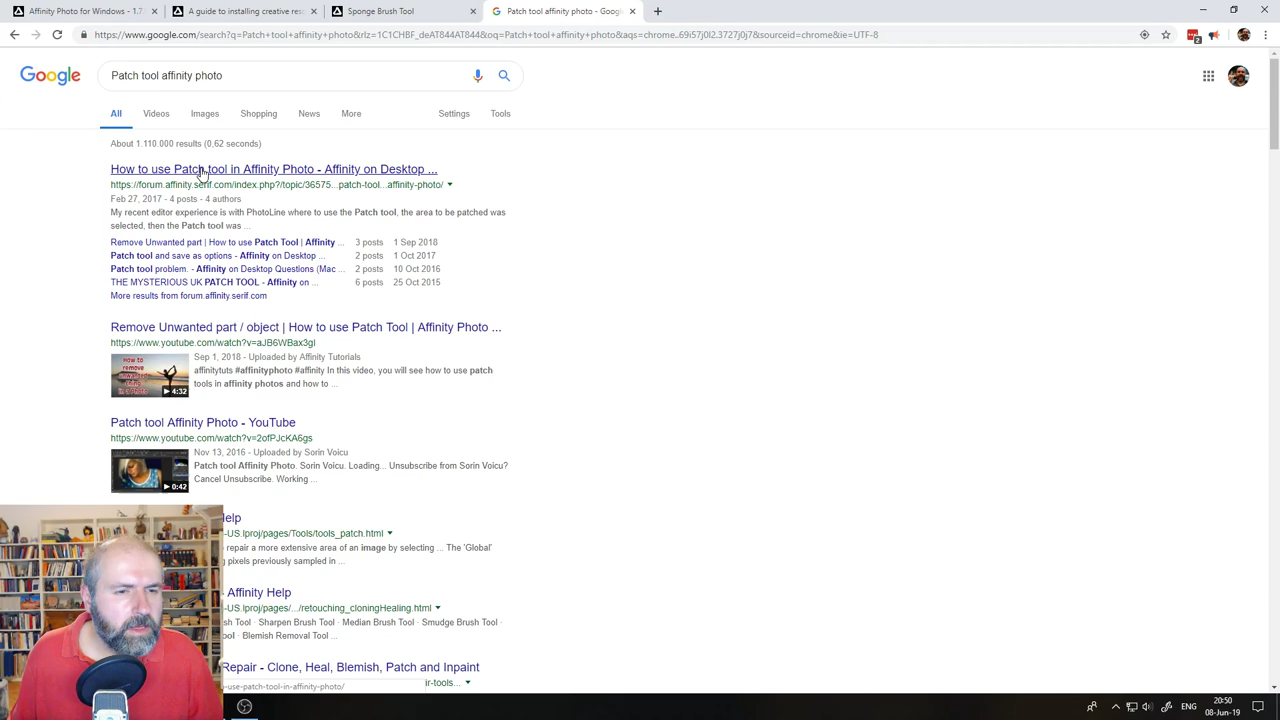 Affinity Photo for Windows - 1.7
A guide to installing creative res
Sponge Brush Tool
Patch tool affinity photo - Googl
https://www.google.com/search?q=Patch+tool+affinity+photo&rlz=1C1CHBF_deAT844AT844&oq=Patch+tool+affinity+photo&aqs=chrome..69i57j0l2.3727j0j7&sourceid=chrome&ie=UTF-8
2
Google
Patch tool affinity photo
All Videos Images Shopping News More Settings Tools
About 1.110.000 results (0,62 seconds)
How to use Patch tool in Affinity Photo - Affinity on Desktop ...
https://forum.affinity.serif.com/index.php?/topic/36575...patch-tool...affinity-photo/
Feb 27, 2017 - 4 posts - 4 authors
My recent editor experience is with PhotoLine where to use the Patch tool, the area to be patched was
selected, then the Patch tool was ...
Remove Unwanted part | How to use Patch Tool | Affinity ... 3 posts 1 Sep 2018
Patch tool and save as options - Affinity on Desktop ... 2 posts 1 Oct 2017
Patch tool problem. - Affinity on Desktop Questions (Mac ... 2 posts 10 Oct 2016
THE MYSTERIOUS UK PATCH TOOL - Affinity on ... 6 posts 25 Oct 2015
More results from forum.affinity.serif.com
Remove Unwanted part / object | How to use Patch Tool | Affinity Photo ...
https://www.youtube.com/watch?v=aJB6WBax3gI
Sep 1, 2018 - Uploaded by Affinity Tutorials
affinitytuts #affinityphoto #affinity In this video, you will see how to use patch
tools in affinity photos and how to ...
How to
remove
unwanted
thing
in a Photo
4:32
Patch tool Affinity Photo - YouTube
https://www.youtube.com/watch?v=2ofPJcKA6gs
Nov 13, 2016 - Uploaded by Sorin Voicu
Patch tool Affinity Photo. Sorin Voicu. Loading... Unsubscribe from Sorin Voicu?
Cancel Unsubscribe. Working ...
0:42
Help
-US.lproj/pages/Tools/tools_patch.html
repair a more extensive area of an image by selecting ... The 'Global'
pixels previously sampled in ...
- Affinity Help
-US.lproj/pages/.../retouching_cloningHealing.html
sh Tool · Sharpen Brush Tool · Median Brush Tool · Smudge Brush Tool ·
ool · Blemish Removal Tool ...
Repair - Clone, Heal, Blemish, Patch and Inpaint
ir-tools...
-use-patch-tool-in-affinity-photo/
ENG
20:50
08-Jun-19